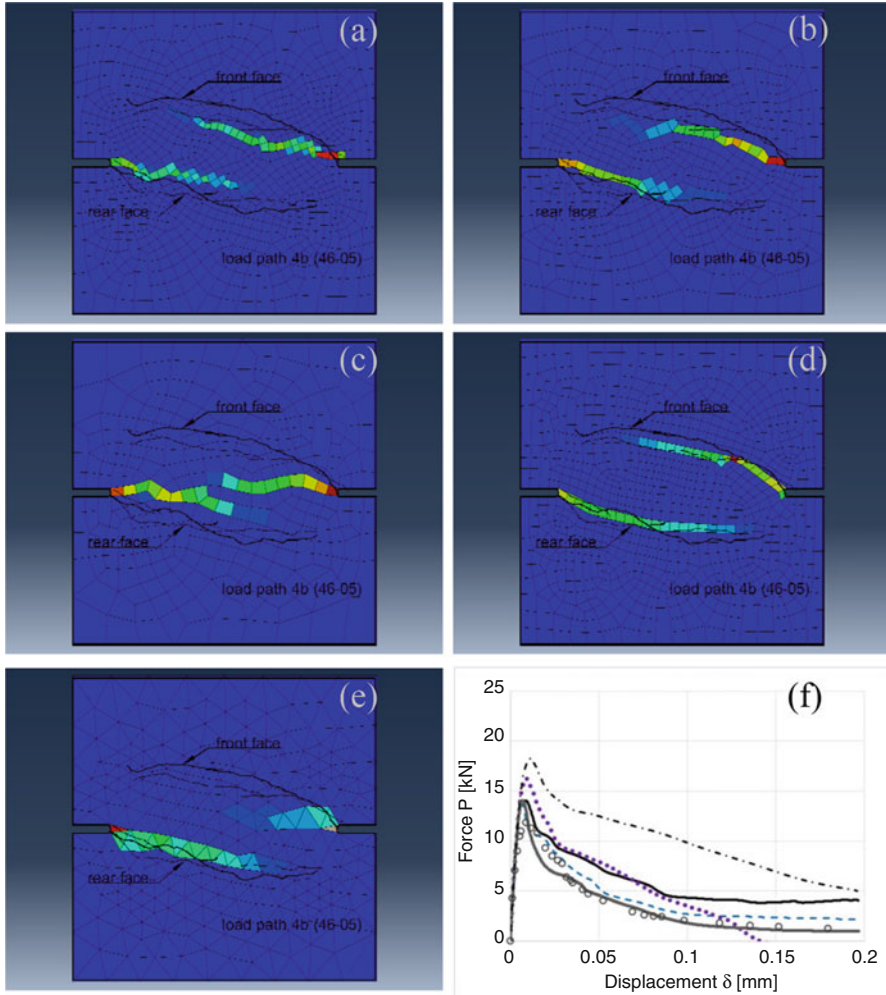 (a)
front face
rear face
load path 4b (46-05)
(b)
front face
rear face
load path 4b (46-05)
(c)
front face
rear face
load path 4b (46-05)
(d)
front face
rear face
load path 4b (46-05)
(e)
front face
rear face
load path 4b (46-05)
(f)
Force P [kN]
25
20
15
10
5
0
0 0.05 0.1 0.15 0.2
Displacement δ [mm]